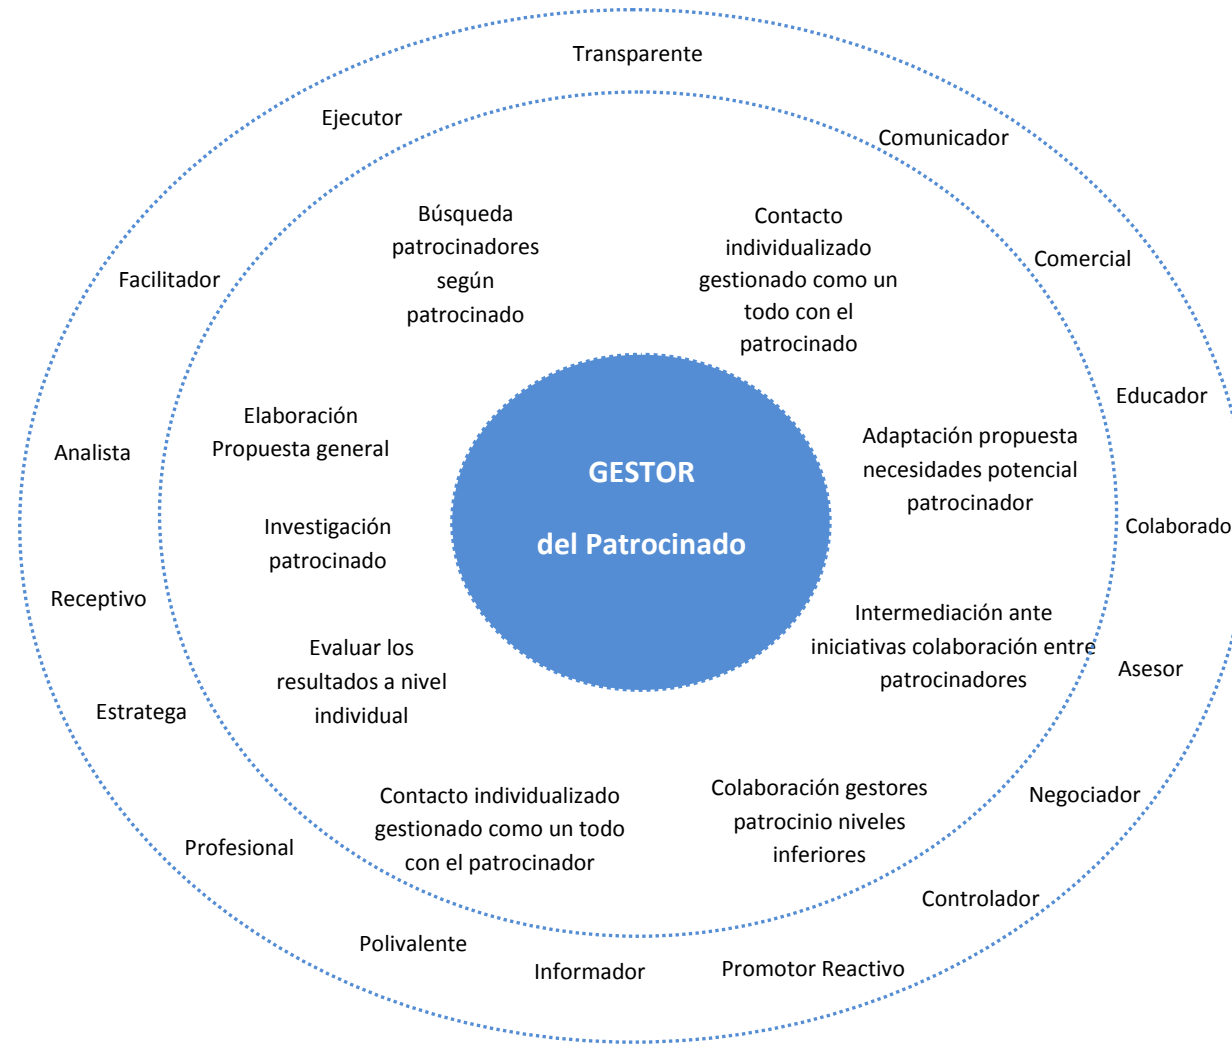 Transparente
Ejecutor
Comunicador
Facilitador
Comercial
Búsqueda
patrocinadores
según
patrocinado
Contacto
individualizado
gestionado como un
todo con el
patrocinado
Educador
Analista
Elaboración
Propuesta general
Adaptación propuesta
necesidades potencial
patrocinador
GESTOR
del Patrocinado
Investigación
patrocinado
Colaborado
Receptivo
Evaluar los
resultados a nivel
individual
Intermediación ante
iniciativas colaboración entre
patrocinadores
Asesor
Estratega
Contacto individualizado
gestionado como un todo
con el patrocinador
Colaboración gestores
patrocinio niveles
inferiores
Negociador
Profesional
Controlador
Polivalente
Informador
Promotor Reactivo